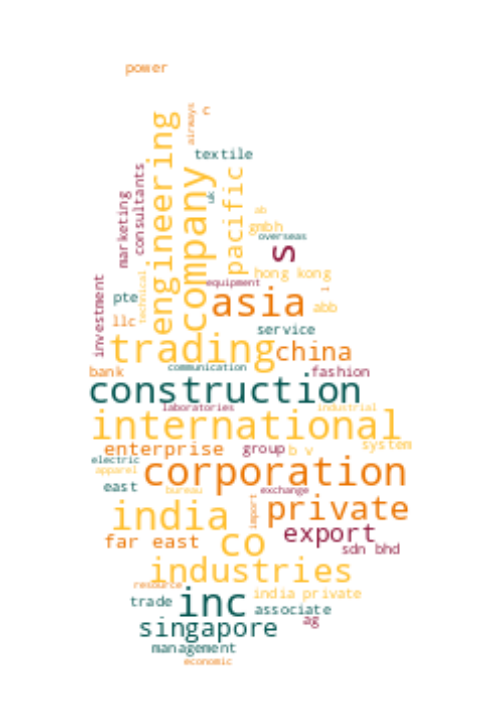 power
airways
c
engineering
textile
company
pacific
consultants
marketing
uk
ab
gmbh
overseas
s
hong kong
investment
technical
equipment
pte
asia
i
abb
llc
service
trading
china
bank
communication
fashion
construction
laboratories
industrial
international
enterprise
group
b v
system
electric
apparel
corporation
east
bureau
exchange
india
import
private
export
far east
co
sdn bhd
industries
resource
trade
inc
india private
associate
ag
singapore
management
economic